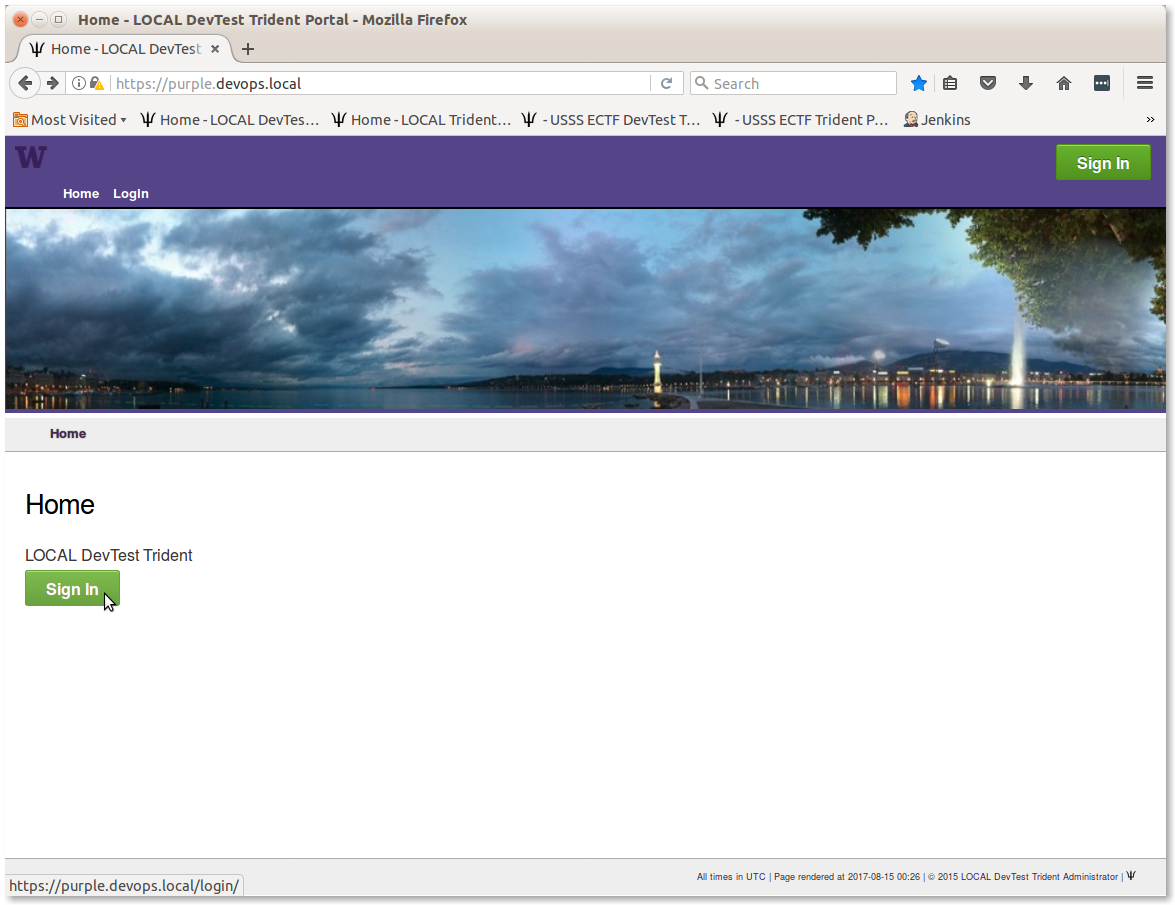 Home - LOCAL DevTest Trident Portal - Mozilla Firefox
Home - LOCAL DevTest
https://purple.devops.local
Search
Most Visited
Home - LOCAL DevTes...
Home - LOCAL Trident...
- USSS ECTF DevTest T...
- USSS ECTF Trident P...
Jenkins
W
Sign In
Home Login
Home
Home
LOCAL DevTest Trident
Sign In
All times in UTC | Page rendered at 2017-08-15 00:26 | © 2015 LOCAL DevTest Trident Administrator |
https://purple.devops.local/login/